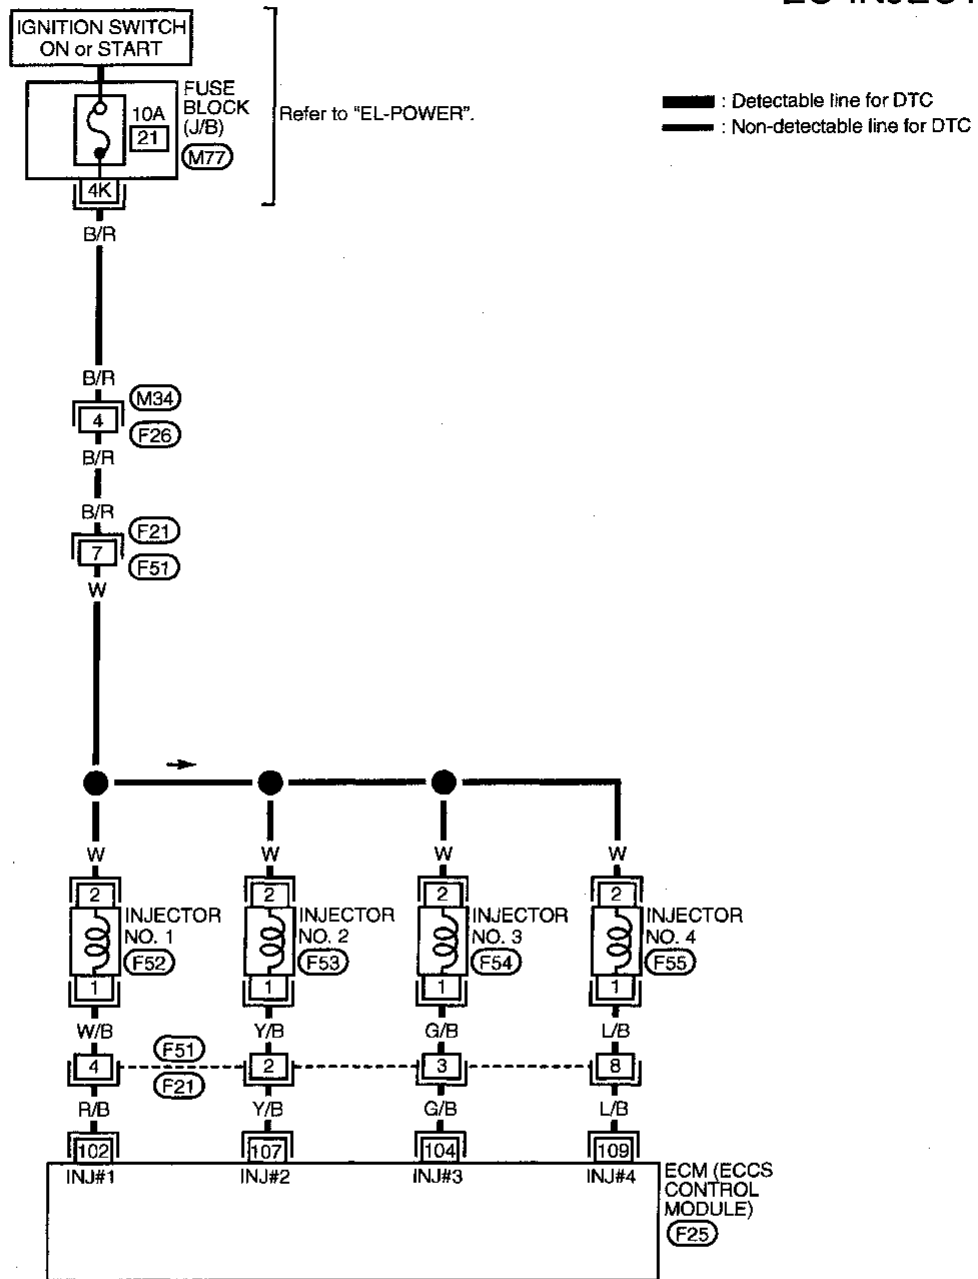 IGNITION SWITCH
ON or START
FUSE
BLOCK
(J/B)
M77
10A
21
4K
Refer to "EL-POWER".
: Detectable line for DTC
: Non-detectable line for DTC
B/R
B/R
M34
4
F26
B/R
B/R
F21
7
F51
W
W W W W
2 2 2 2
INJECTOR
NO. 1
F52
INJECTOR
NO. 2
F53
INJECTOR
NO. 3
F54
INJECTOR
NO. 4
F55
1 1 1 1
W/B Y/B G/B L/B
F51
4 2 3 8
F21
R/B Y/B G/B L/B
102 107 104 109
INJ#1 INJ#2 INJ#3 INJ#4
ECM (ECCS
CONTROL
MODULE)
F25